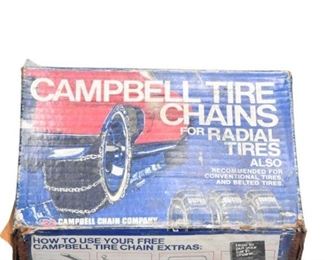 CAMPBELL TIRE
CHAINS
FOR RADIAL
TIRES
ALSO
RECOMMENDED FOR
CONVENTIONAL TIRES
AND BELTED TIRES
CAMPBELL CHAIN COMPANY
HOW TO USE YOUR FREE
CAMPBELL TIRE CHAIN EXTRAS: